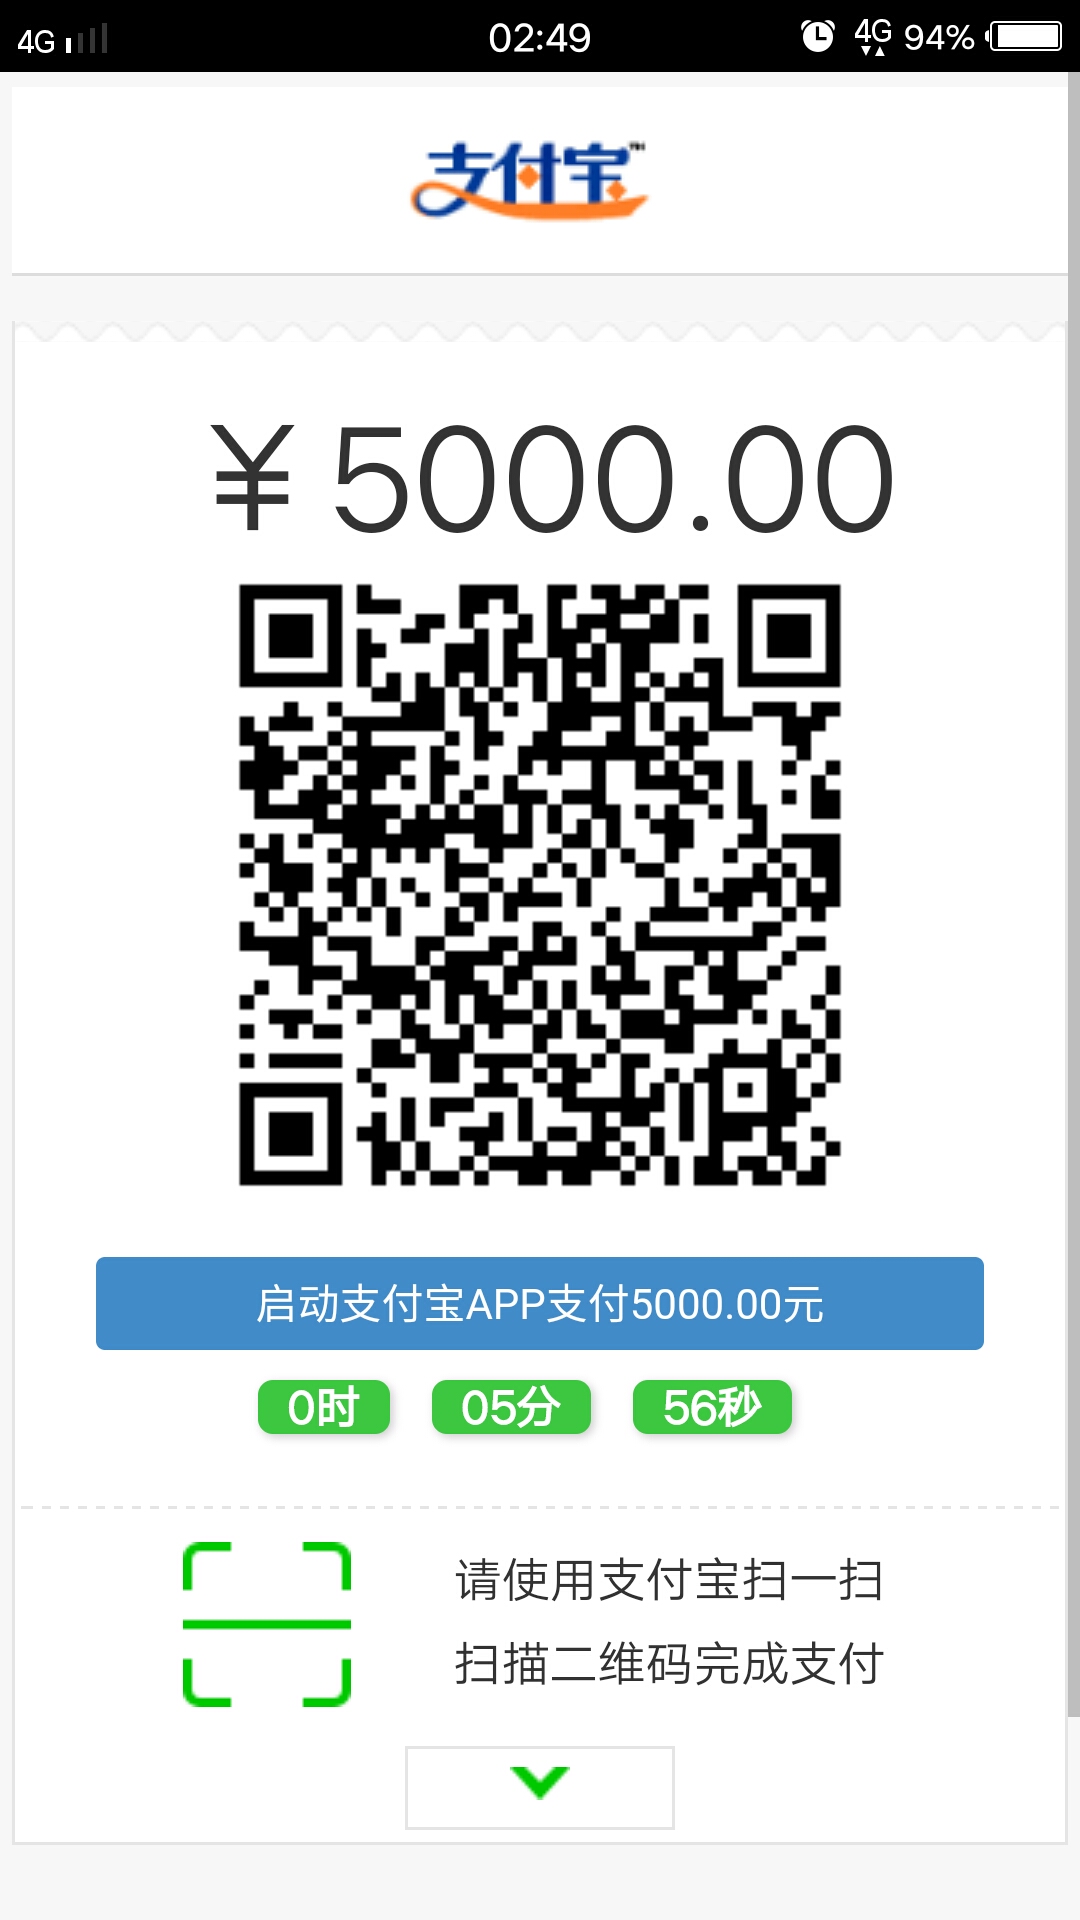 4G 02:49 4G 94%
支付宝™
¥5000.00
启动支付宝APP支付5000.00元
0时 05分 56秒
请使用支付宝扫一扫
扫描二维码完成支付